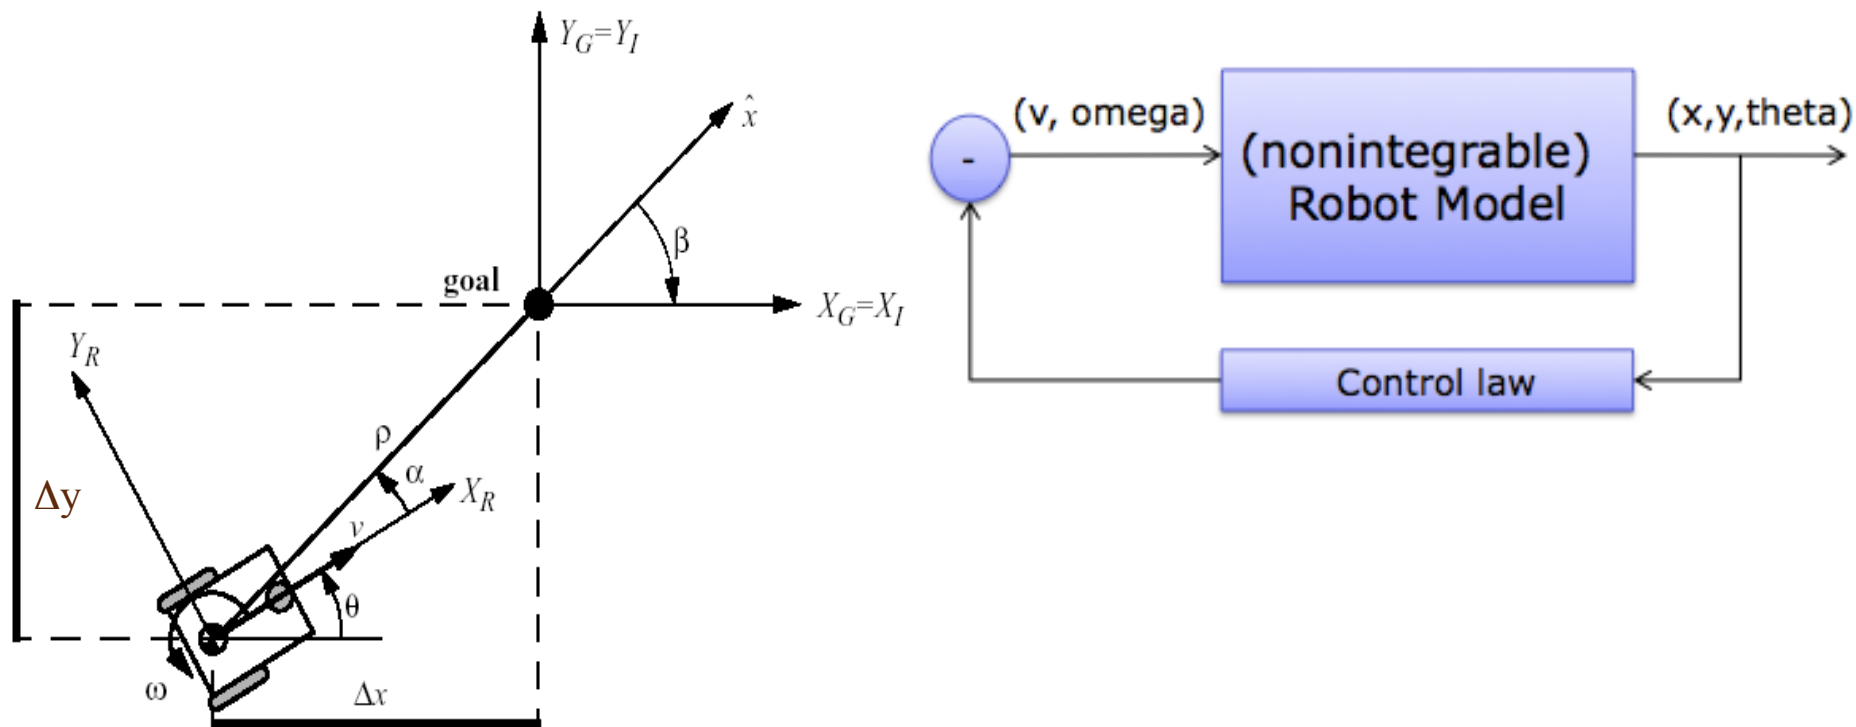 Y_G=Y_I
x̂
β
goal
X_G=X_I
Y_R
ρ
α
X_R
Δy
v
θ
ω
Δx
(v, omega)
(x,y,theta)
-
(nonintegrable)
Robot Model
Control law